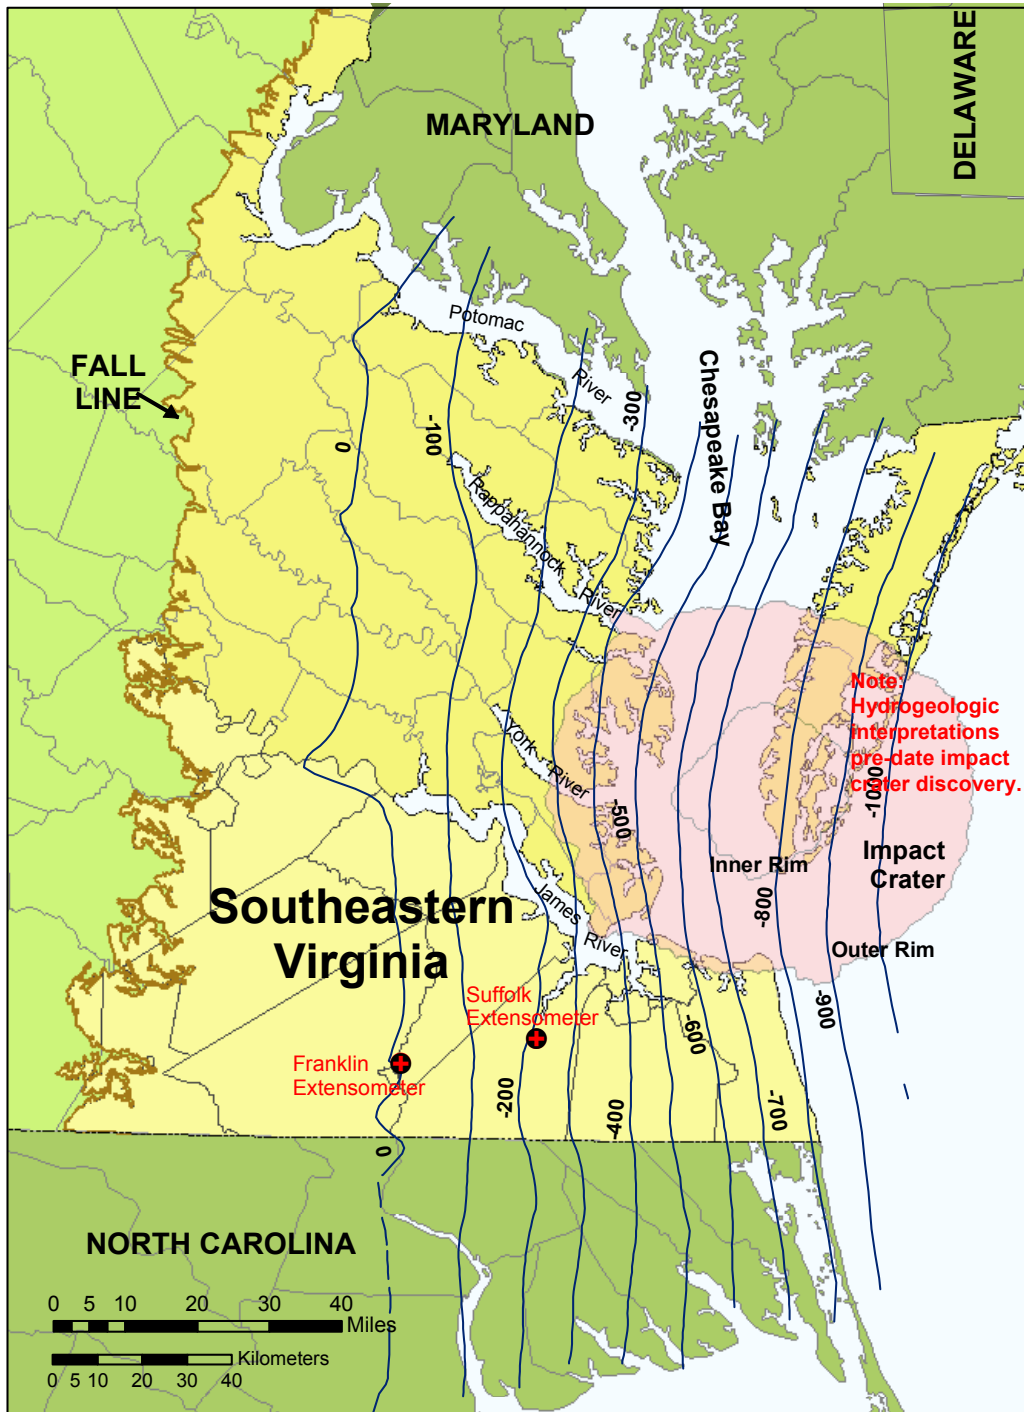 DELAWARE
MARYLAND
Potomac
River
FALL
LINE
Chesapeake Bay
-300
-100
0
Rappahannock
River
Note:
Hydrogeologic
interpretations
pre-date impact
crater discovery.
York
River
-500
-1000
Inner Rim
Impact
Crater
-800
James
River
Southeastern
Virginia
Outer Rim
Suffolk
Extensometer
-900
-600
Franklin
Extensometer
-200
-400
-700
0
NORTH CAROLINA
0 5 10 20 30 40
Miles
Kilometers
0 5 10 20 30 40